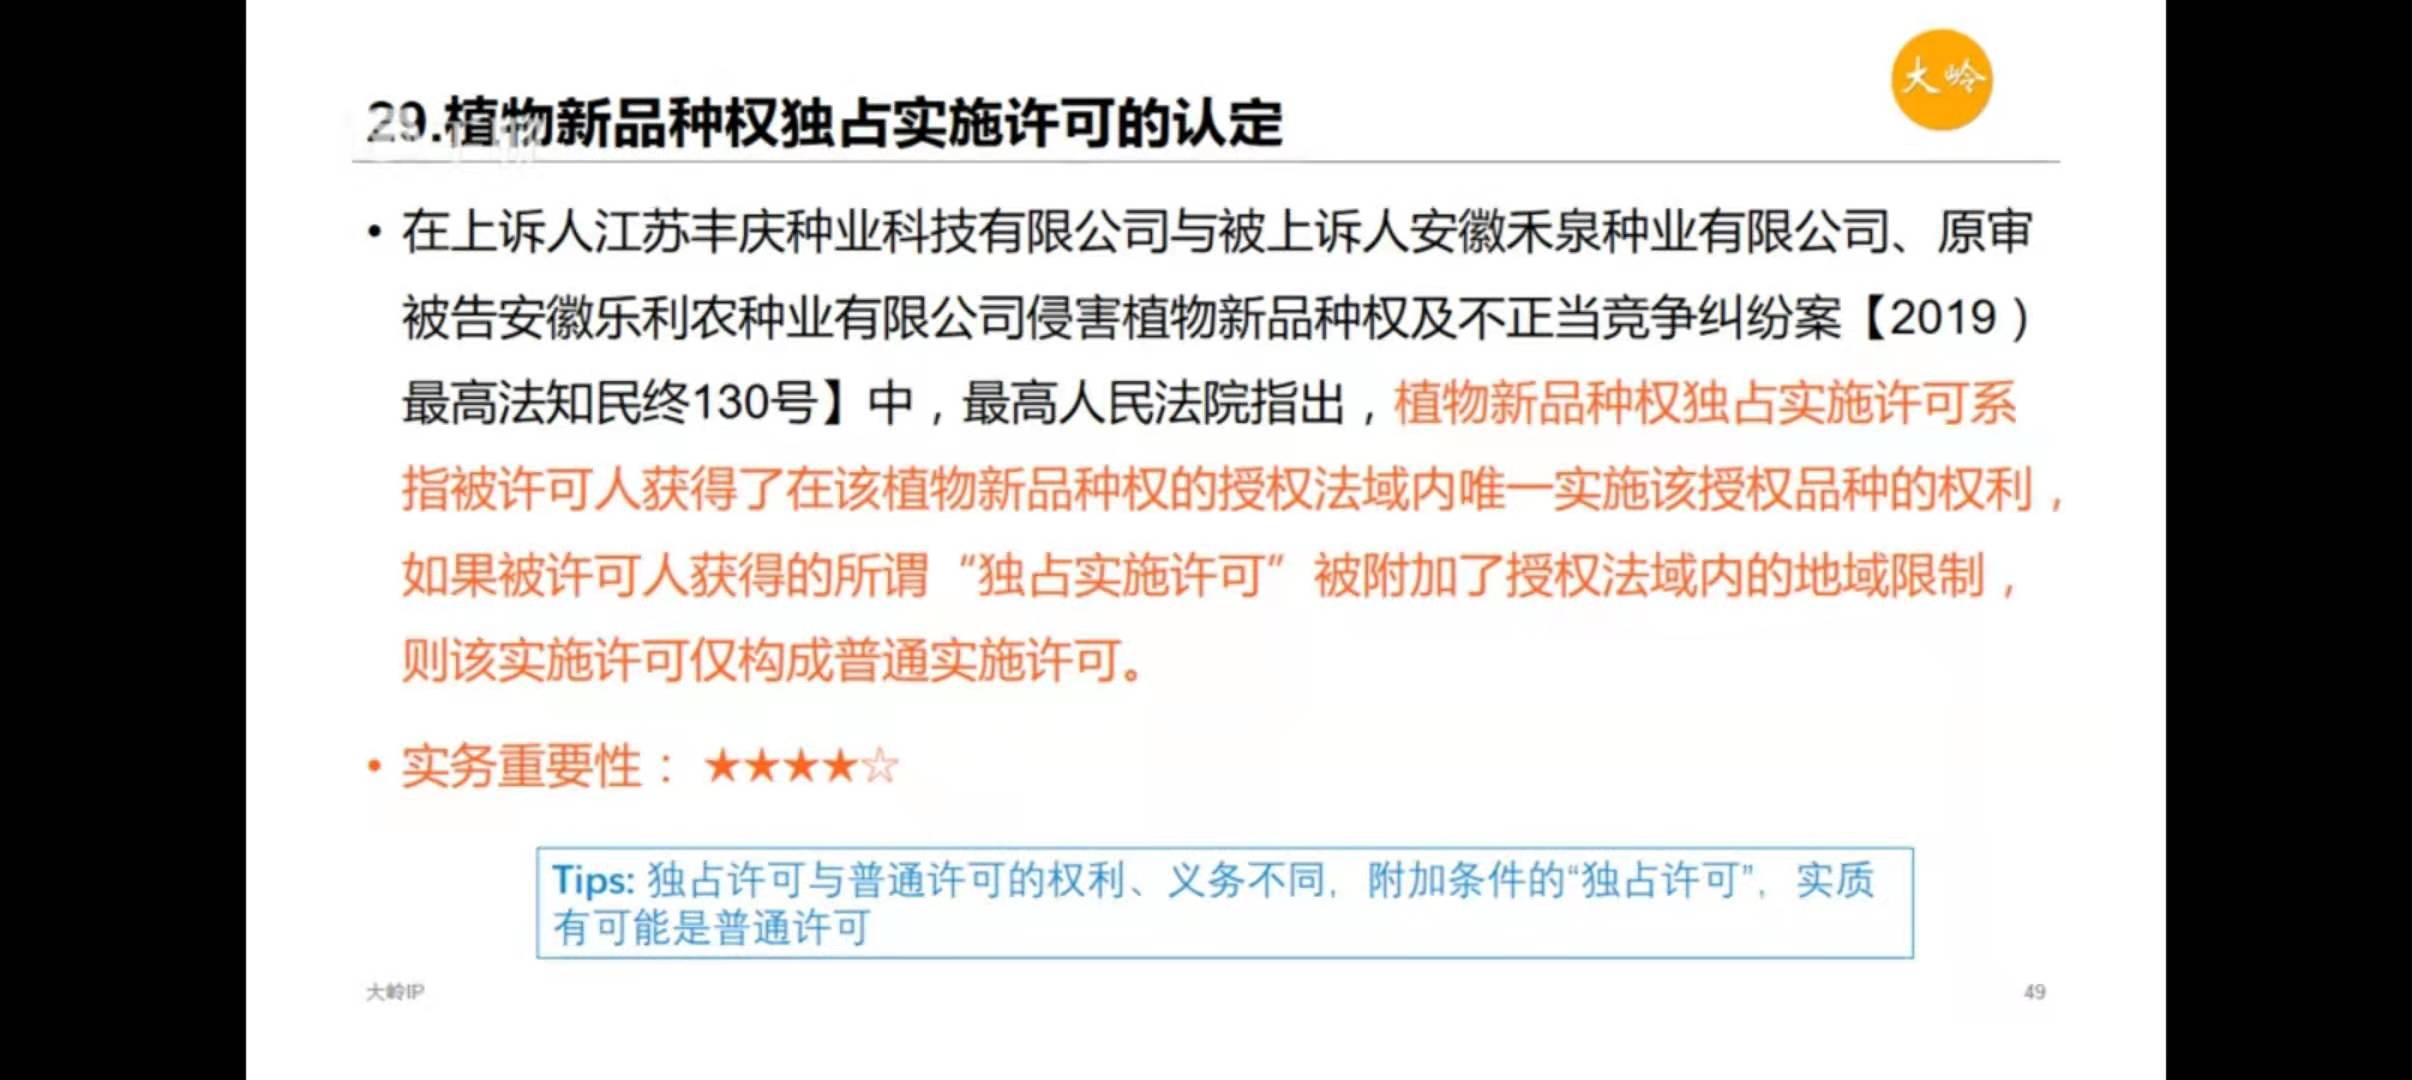 大岭
29.植物新品种权独占实施许可的认定
• 在上诉人江苏丰庆种业科技有限公司与被上诉人安徽禾泉种业有限公司、原审
被告安徽乐利农种业有限公司侵害植物新品种权及不正当竞争纠纷案【2019）
最高法知民终130号】中，最高人民法院指出，植物新品种权独占实施许可系
指被许可人获得了在该植物新品种权的授权法域内唯一实施该授权品种的权利，
如果被许可人获得的所谓“独占实施许可”被附加了授权法域内的地域限制，
则该实施许可仅构成普通实施许可。
• 实务重要性：★★★★☆
Tips: 独占许可与普通许可的权利、义务不同，附加条件的“独占许可”，实质
有可能是普通许可
大岭IP
49